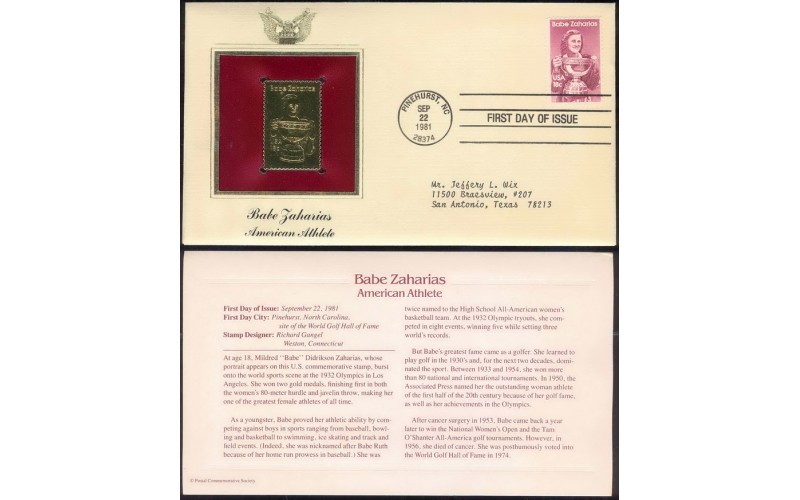 Babe Zaharias
USA
18c
Babe Zaharias
USA
18c
PINEHURST, NC
SEP
22
1981
28374
FIRST DAY OF ISSUE
Mr. Jeffery L. Wix
11500 Braesview, #207
San Antonio, Texas 78213
Babe Zaharias
American Athlete
Babe Zaharias
American Athlete
First Day of Issue: September 22, 1981
First Day City: Pinehurst, North Carolina,
site of the World Golf Hall of Fame
Stamp Designer: Richard Gangel
Weston, Connecticut
At age 18, Mildred "Babe" Didrikson Zaharias, whose
portrait appears on this U.S. commemorative stamp, burst
onto the world sports scene at the 1932 Olympics in Los
Angeles. She won two gold medals, finishing first in both
the women's 80-meter hurdle and javelin throw, making her
one of the greatest female athletes of all time.
As a youngster, Babe proved her athletic ability by com-
peting against boys in sports ranging from baseball, bowl-
ing and basketball to swimming, ice skating and track and
field events. (Indeed, she was nicknamed after Babe Ruth
because of her home run prowess in baseball.) She was
twice named to the High School All-American women's
basketball team. At the 1932 Olympic tryouts, she com-
peted in eight events, winning five while setting three
world's records.
But Babe's greatest fame came as a golfer. She learned to
play golf in the 1930's and, for the next two decades, domi-
nated the sport. Between 1933 and 1954, she won more
than 80 national and international tournaments. In 1950, the
Associated Press named her the outstanding woman athlete
of the first half of the 20th century because of her golf fame,
as well as her achievements in the Olympics.
After cancer surgery in 1953, Babe came back a year
later to win the National Women's Open and the Tam
O'Shanter All-America golf tournaments. However, in
1956, she died of cancer. She was posthumously voted into
the World Golf Hall of Fame in 1974.
© Postal Commemorative Society